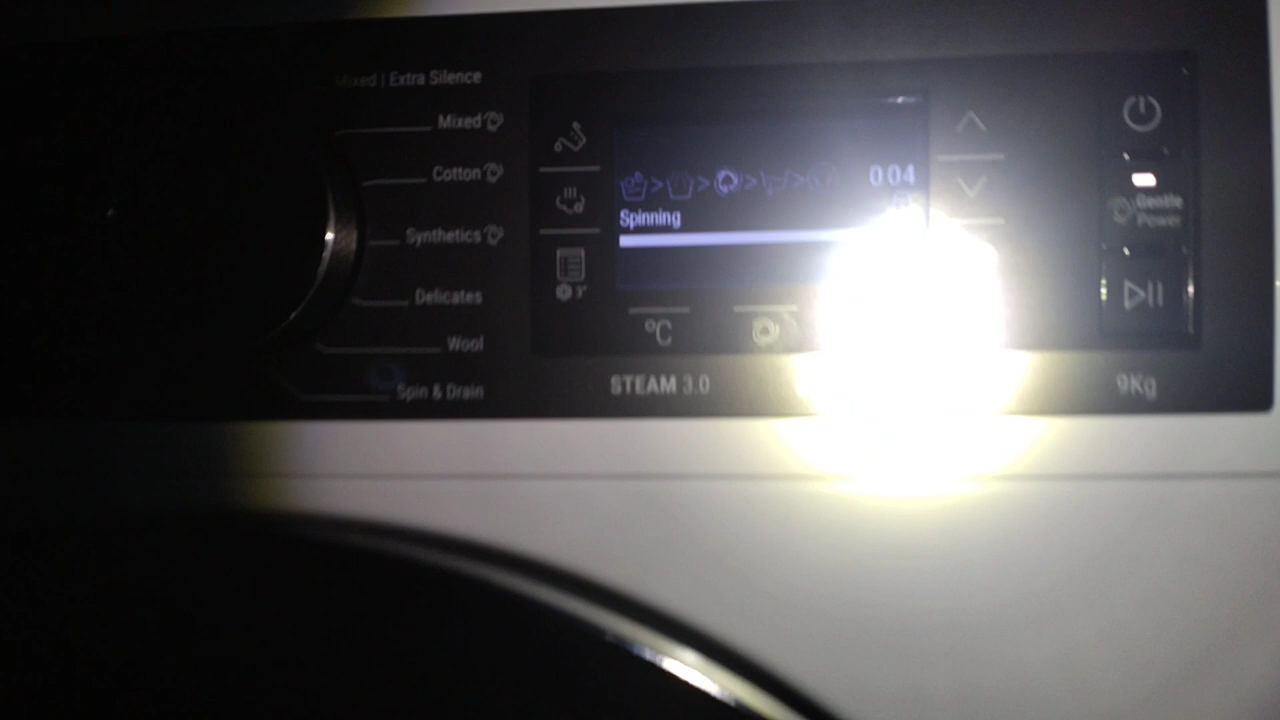 Mixed | Extra Silence
Mixed
Cotton
Synthetics
Delicates
Wool
Spin & Drain
3"
0:04
Spinning
°C
STEAM 3.0
Gentle
Power
9Kg